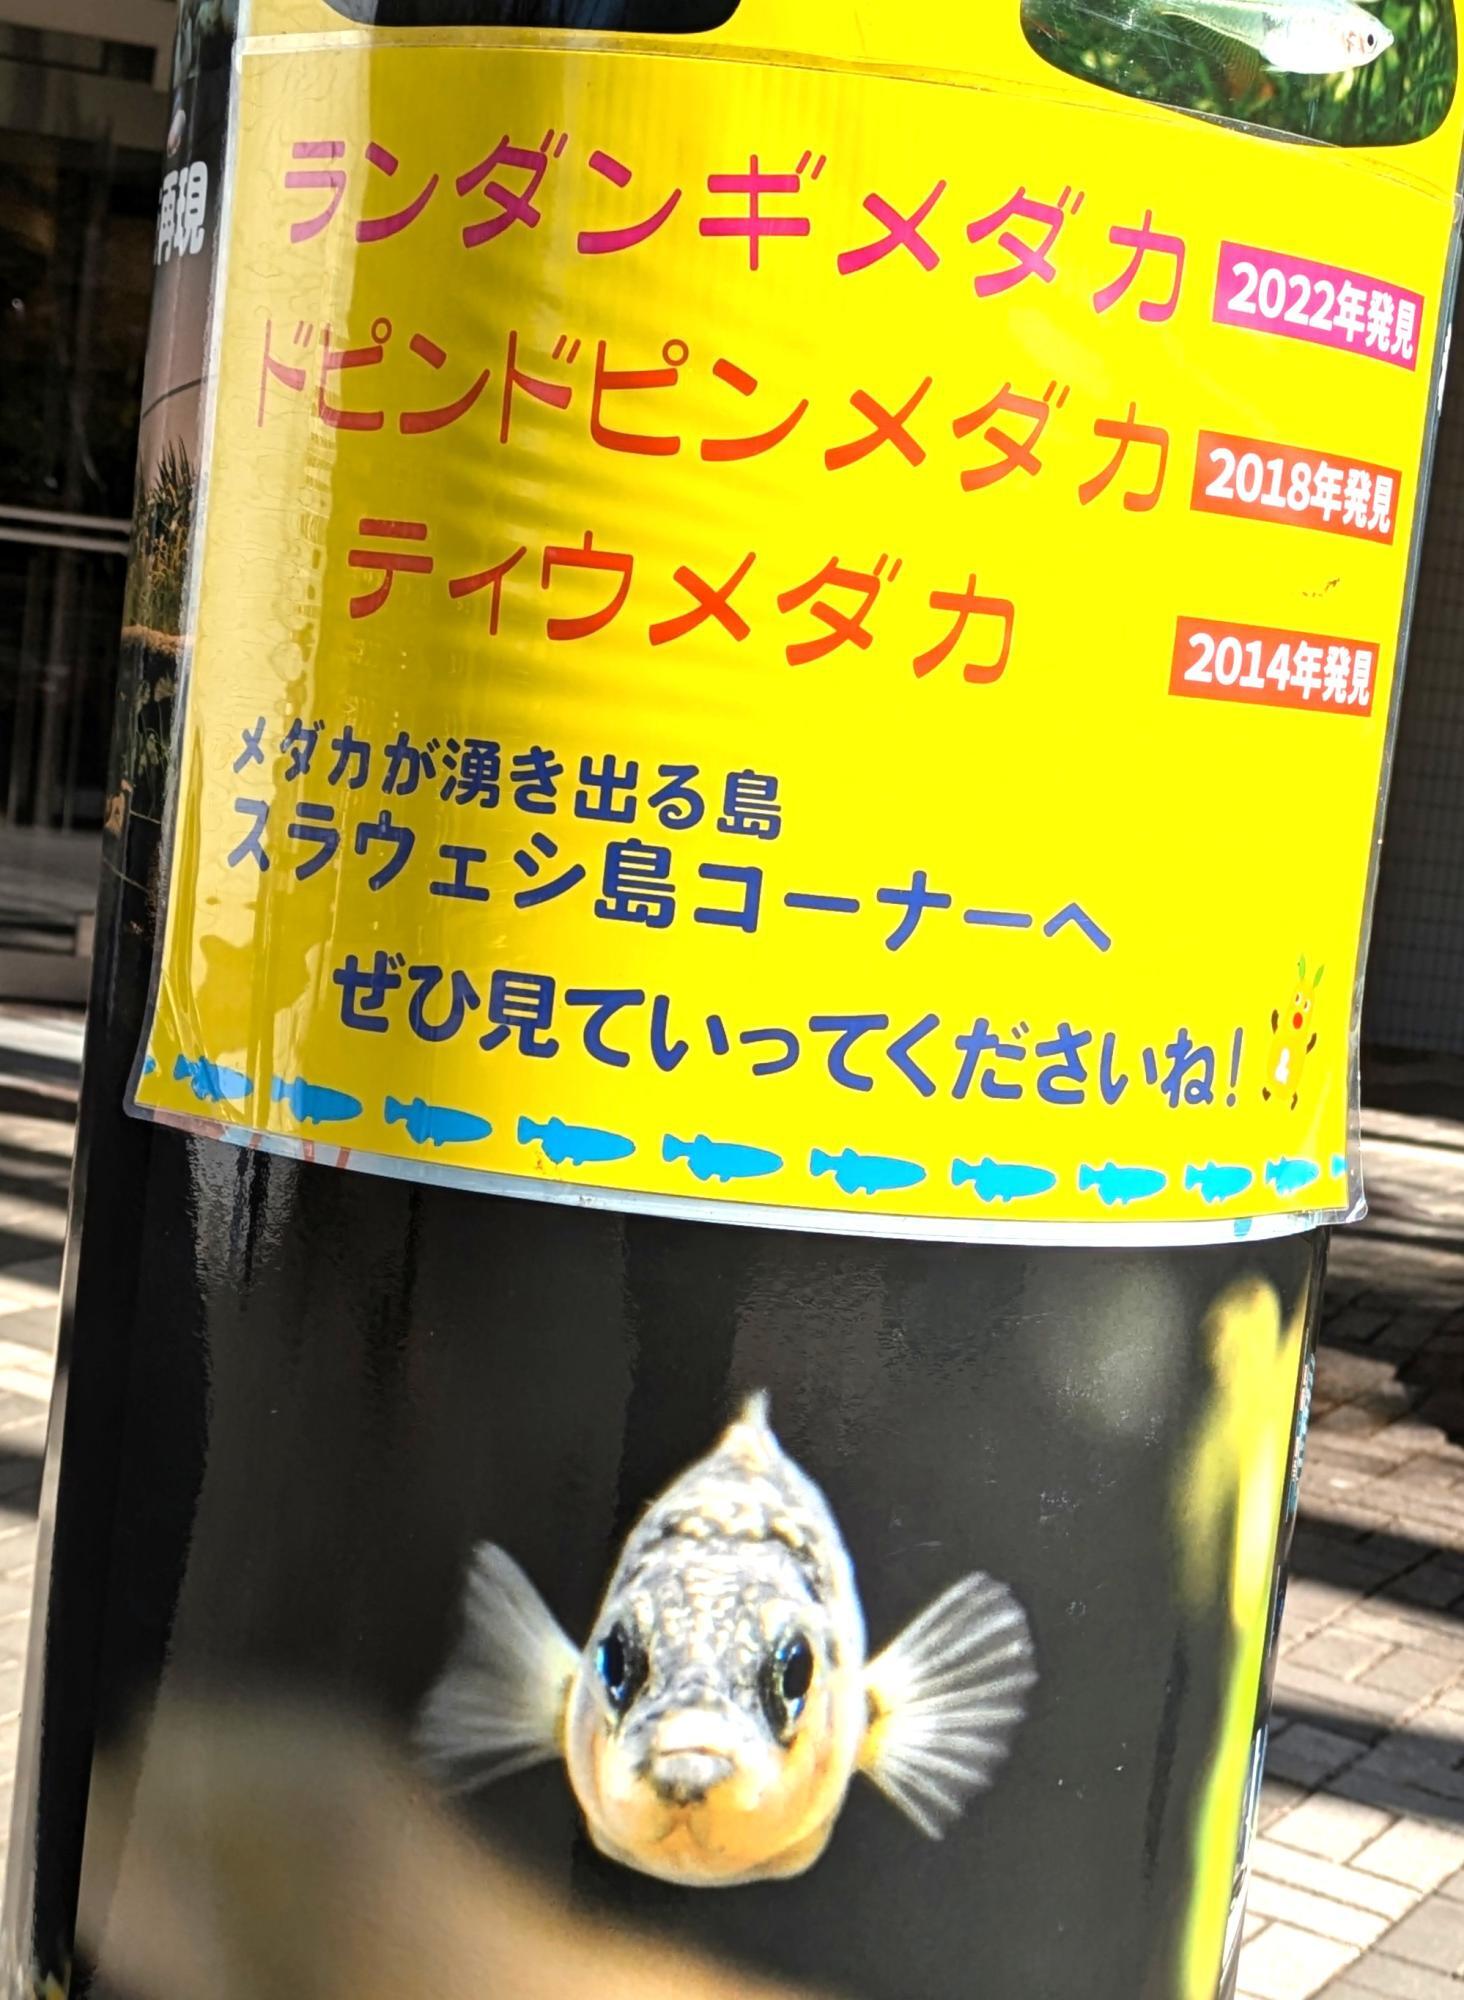 再現
ランダンギメダカ 2022年発見
ドピンドピンメダカ 2018年発見
ティウメダカ 2014年発見
メダカが湧き出る島
スラウェシ島コーナーへ
ぜひ見ていってくださいね!